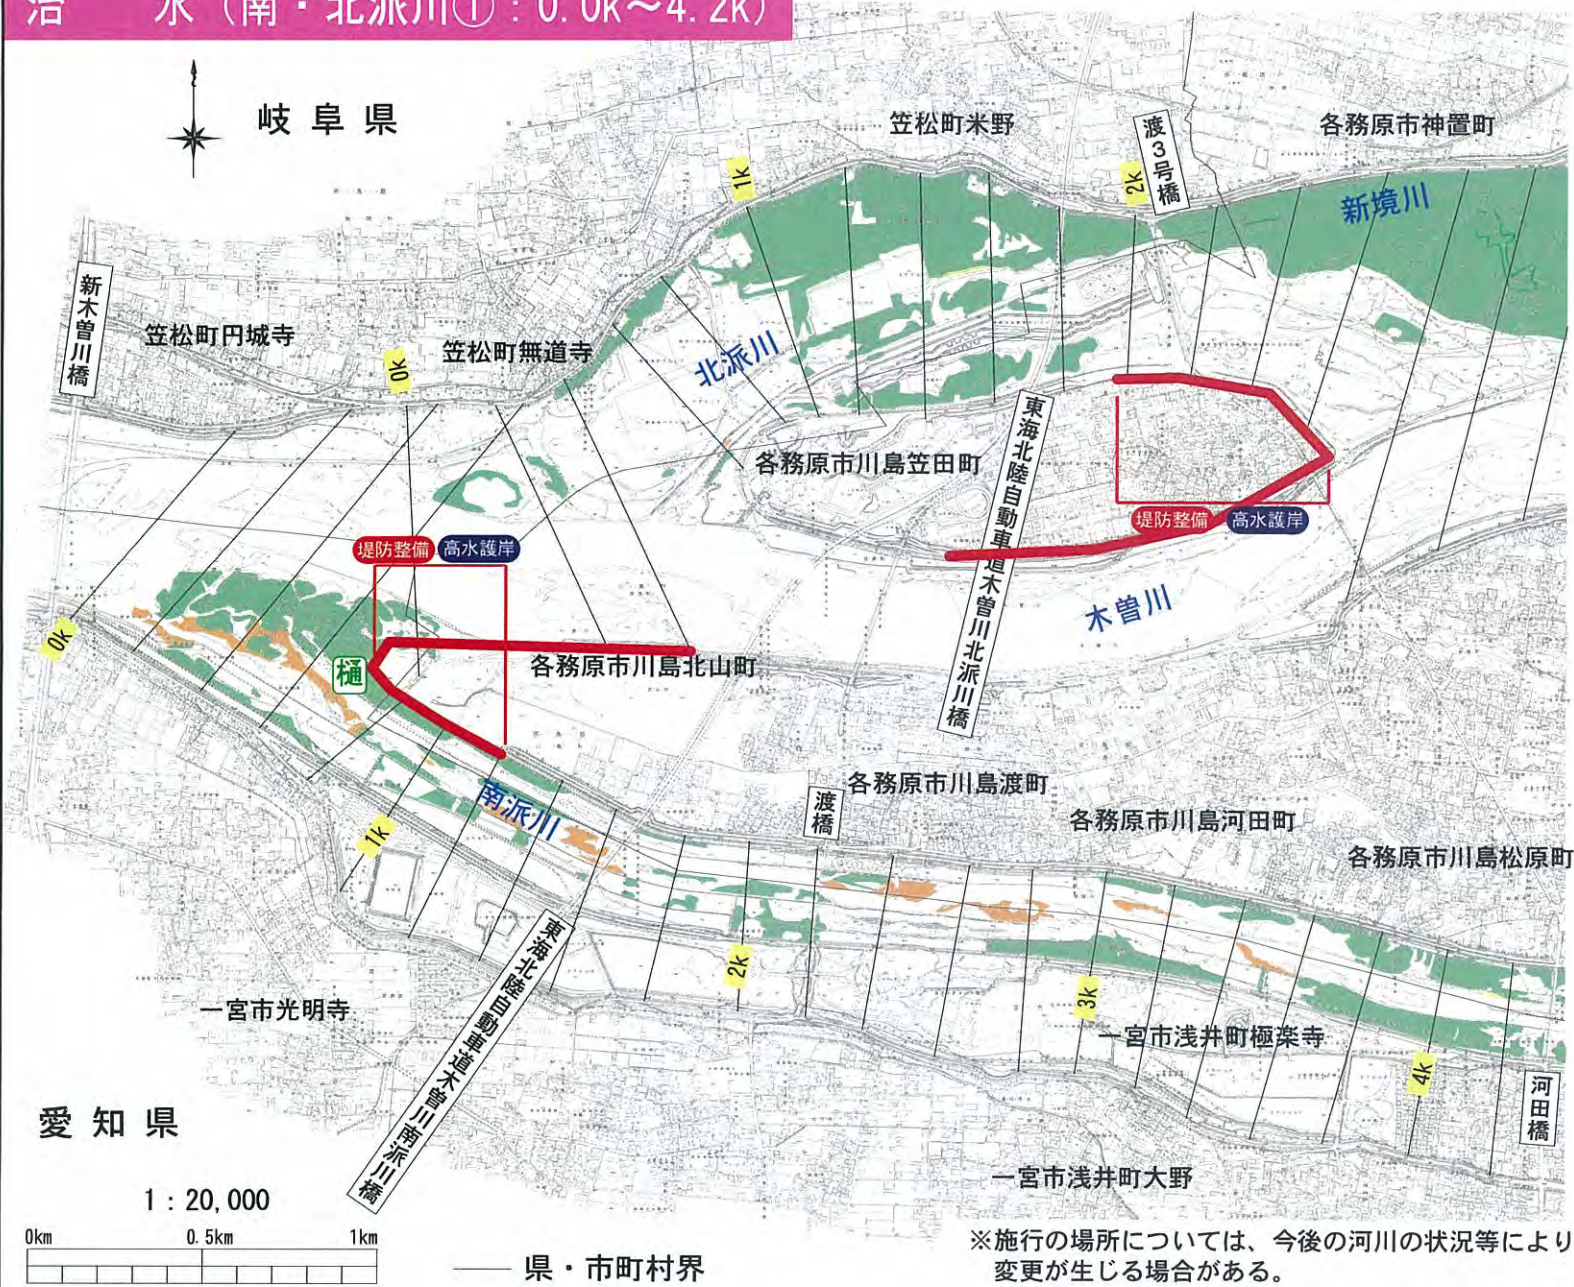 治　水（南・北派川①：0.0k～4.2k）
岐阜県
笠松町米野
渡3号橋
各務原市神置町
1k
2k
新境川
新木曽川橋
笠松町円城寺
0k
笠松町無道寺
北派川
東海北陸自動車道木曽川北派川橋
各務原市川島笠田町
堤防整備
高水護岸
堤防整備
高水護岸
木曽川
0k
樋
各務原市川島北山町
南派川
1k
渡橋
各務原市川島渡町
各務原市川島河田町
各務原市川島松原町
東海北陸自動車道木曽川南派川橋
2k
3k
一宮市光明寺
一宮市浅井町極楽寺
4k
河田橋
愛知県
一宮市浅井町大野
1：20,000
0km 0.5km 1km
県・市町村界
※施行の場所については、今後の河川の状況等により
変更が生じる場合がある。